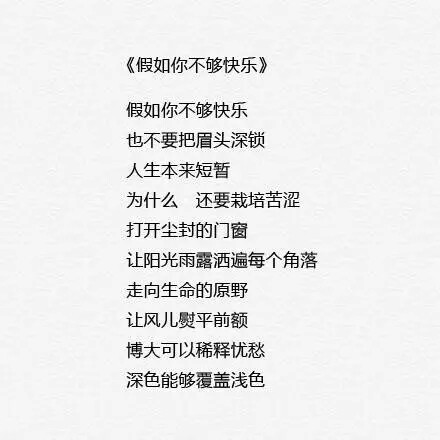 《假如你不够快乐》
假如你不够快乐
也不要把眉头深锁
人生本来短暂
为什么　还要栽培苦涩
打开尘封的门窗
让阳光雨露洒遍每个角落
走向生命的原野
让风儿熨平前额
博大可以稀释忧愁
深色能够覆盖浅色